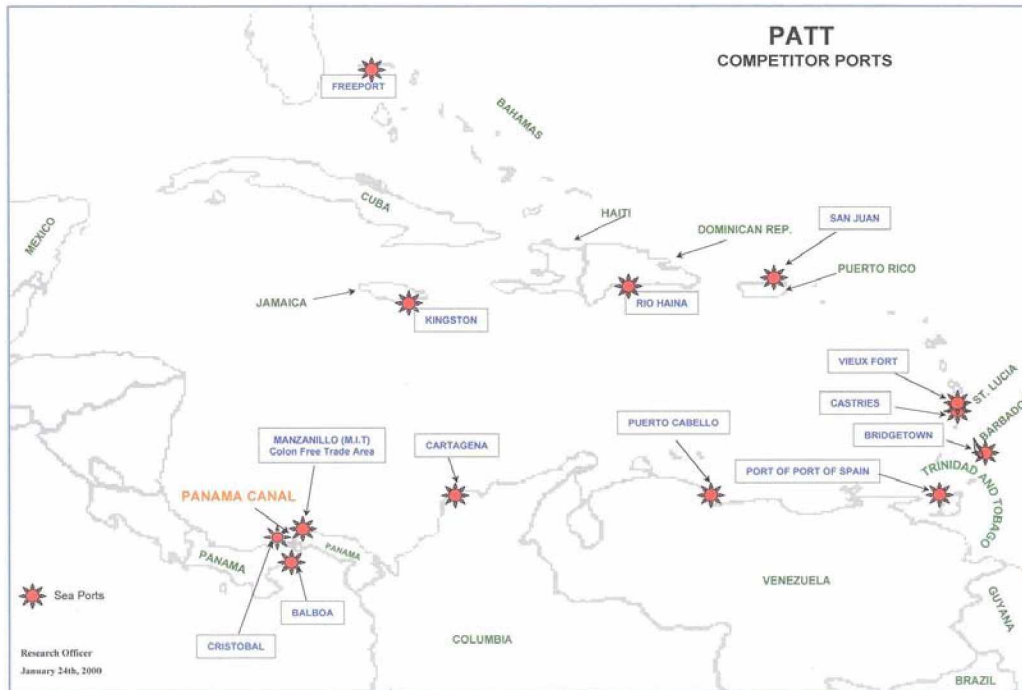 PATT
COMPETITOR PORTS
FREEPORT
BAHAMAS
MEXICO
CUBA
HAITI
DOMINICAN REP.
SAN JUAN
PUERTO RICO
JAMAICA
KINGSTON
RIO HAINA
VIEUX FORT
ST. LUCIA
CASTRIES
BARBADO
BRIDGETOWN
MANZANILLO (M.I.T)
Colon Free Trade Area
CARTAGENA
PUERTO CABELLO
PORT OF PORT OF SPAIN
TRINIDAD AND TOBAGO
PANAMA CANAL
PANAMA
PANAMA
VENEZUELA
GUYANA
Sea Ports
BALBOA
CRISTOBAL
COLUMBIA
BRAZIL
Research Officer
January 24th, 2000